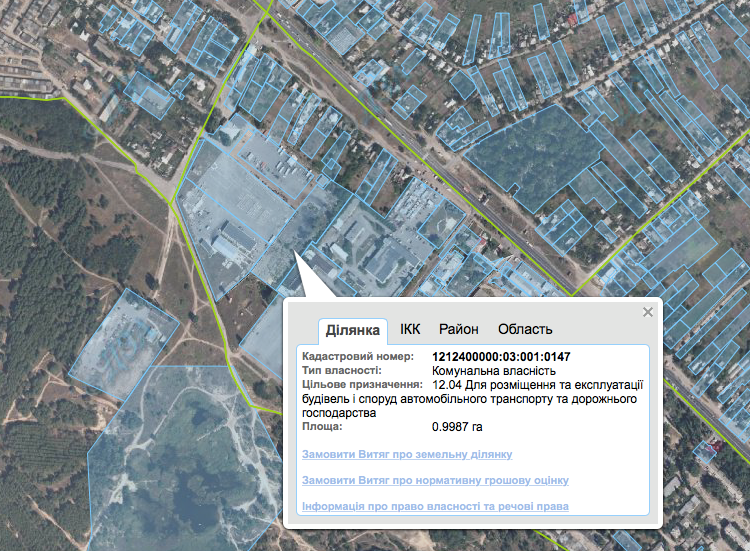 Ділянка ІКК Район Область
Кадастровий номер: 1212400000:03:001:0147
Тип власності: Комунальна власність
Цільове призначення: 12.04 Для розміщення та експлуатації
будівель і споруд автомобільного транспорту та дорожнього
господарства
Площа: 0.9987 га
Замовити Витяг про земельну ділянку
Замовити Витяг про нормативну грошову оцінку
Інформація про право власності та речові права